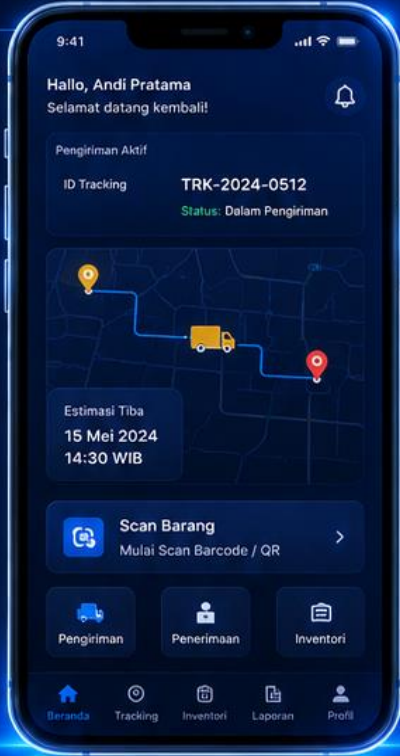 9:41
Hallo, Andi Pratama
Selamat datang kembali!
Pengiriman Aktif
ID Tracking TRK-2024-0512
Status: Dalam Pengiriman
Estimasi Tiba
15 Mei 2024
14:30 WIB
Scan Barang
Mulai Scan Barcode / QR
Pengiriman Penerimaan Inventori
Beranda Tracking Inventori Laporan Profil